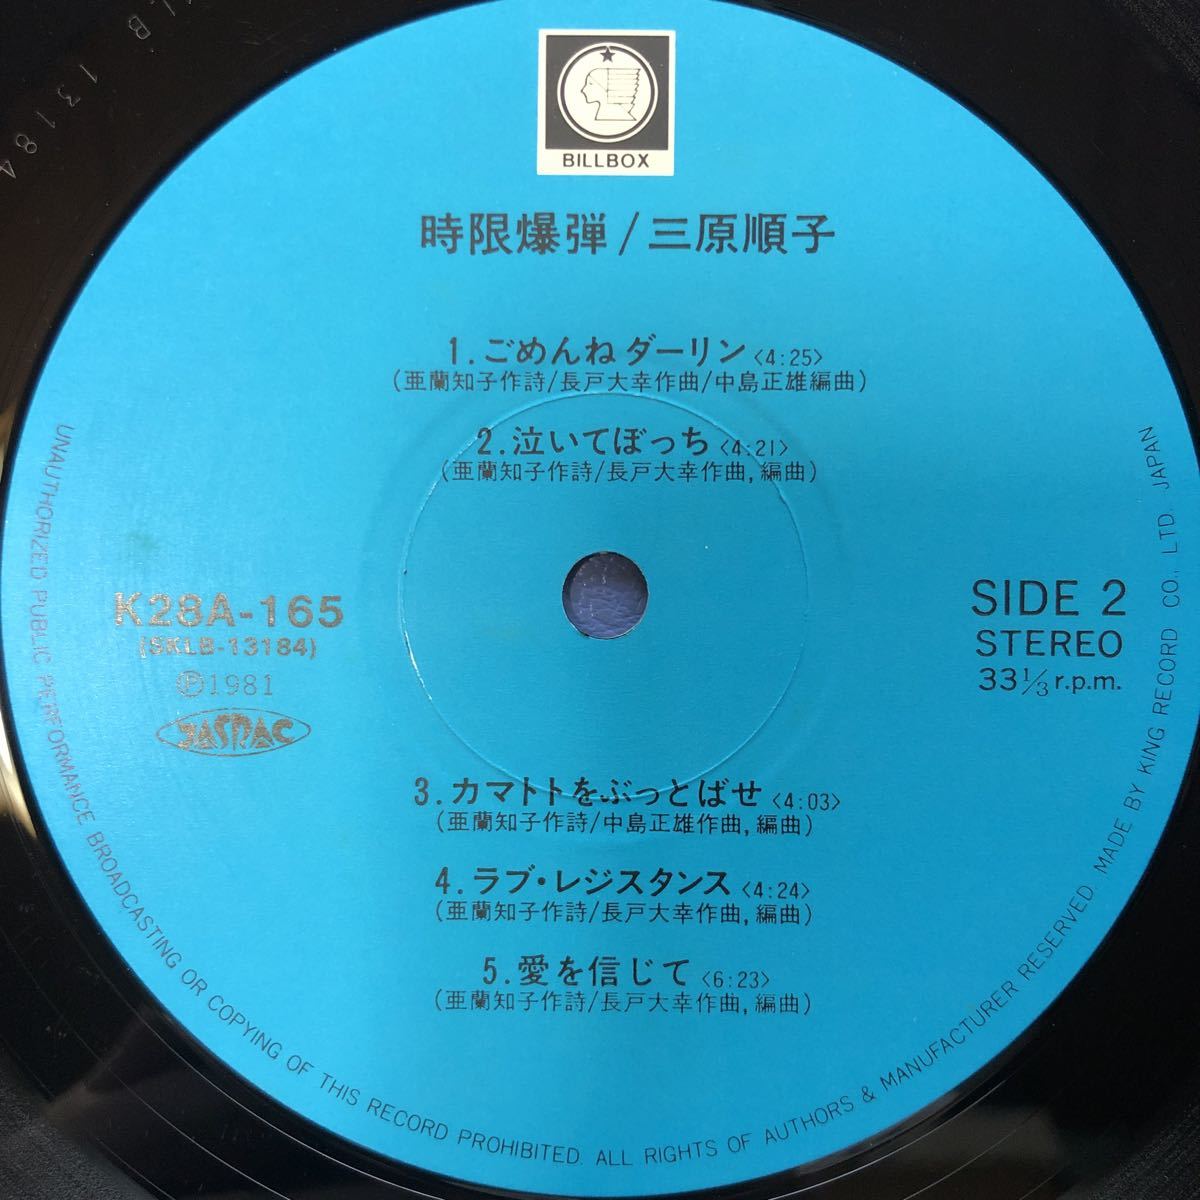 BILLBOX
時限爆弾/三原順子
1.ごめんね ダーリン<4:25>
(亜蘭知子作詩/長戸大幸作曲/中島正雄編曲)
2.泣いてぼっち<4:21>
(亜蘭知子作詩/長戸大幸作曲,編曲)
K28A-165
(SKLB-13184)
Ⓟ1981
JASRAC
SIDE 2
STEREO
33⅓ r.p.m.
3.カマトトをぶっとばせ<4:03>
(亜蘭知子作詩/中島正雄作曲,編曲)
4.ラブ・レジスタンス<4:24>
(亜蘭知子作詩/長戸大幸作曲,編曲)
5.愛を信じて<6:23>
(亜蘭知子作詩/長戸大幸作曲,編曲)
UNAUTHORIZED PUBLIC PERFORMANCE BROADCASTING OR COPYING OF THIS RECORD PROHIBITED. ALL RIGHTS OF AUTHORS & MANUFACTURER RESERVED. MADE BY KING RECORD CO., LTD. JAPAN
13184